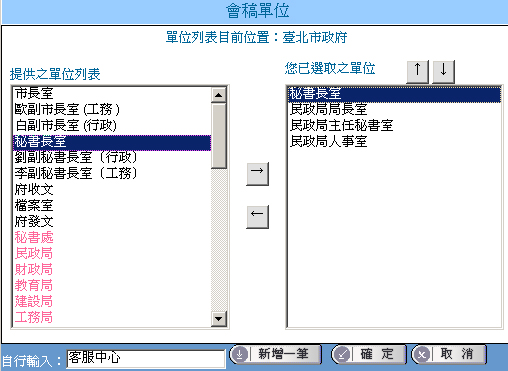 會稿單位
單位列表目前位置：臺北市政府
提供之單位列表
市長室
歐副市長室 (工務 )
白副市長室 (行政)
秘書長室
劉副秘書長室〔行政〕
李副秘書長室〔工務〕
府收文
檔案室
府發文
秘書處
民政局
財政局
教育局
建設局
工務局
→
←
您已選取之單位
↑ ↓
秘書長室
民政局局長室
民政局主任秘書室
民政局人事室
自行輸入：客服中心 新增一筆 確 定 取 消